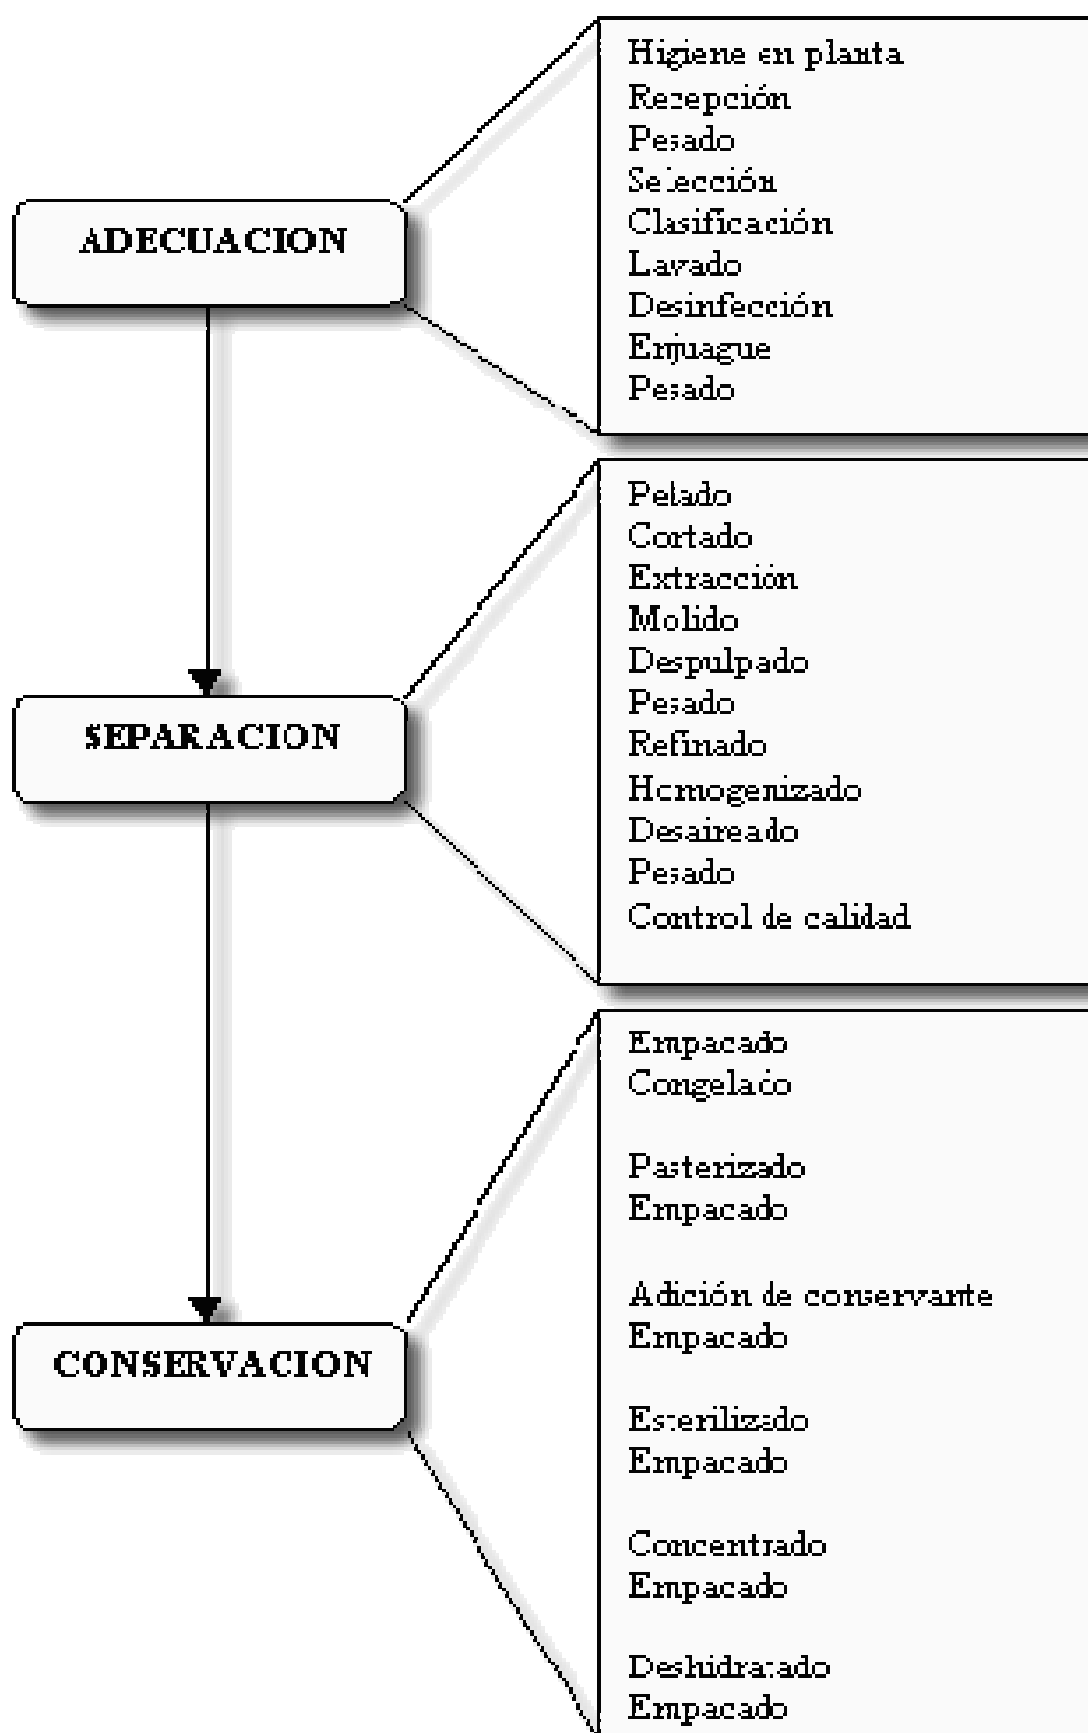 ADECUACION
Higiene en planta
Recepción
Pesado
Selección
Clasificación
Lavado
Desinfección
Enjuague
Pesado
SEPARACION
Pelado
Cortado
Extracción
Molido
Despulpado
Pesado
Refinado
Homogenizado
Desaireado
Pesado
Control de calidad
CONSERVACION
Empacado
Congelado
Pasterizado
Empacado
Adición de conservante
Empacado
Esterilizado
Empacado
Concentrado
Empacado
Deshidratado
Empacado